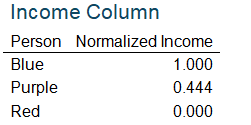 Income Column
Person Normalized Income
Blue 1.000
Purple 0.444
Red 0.000